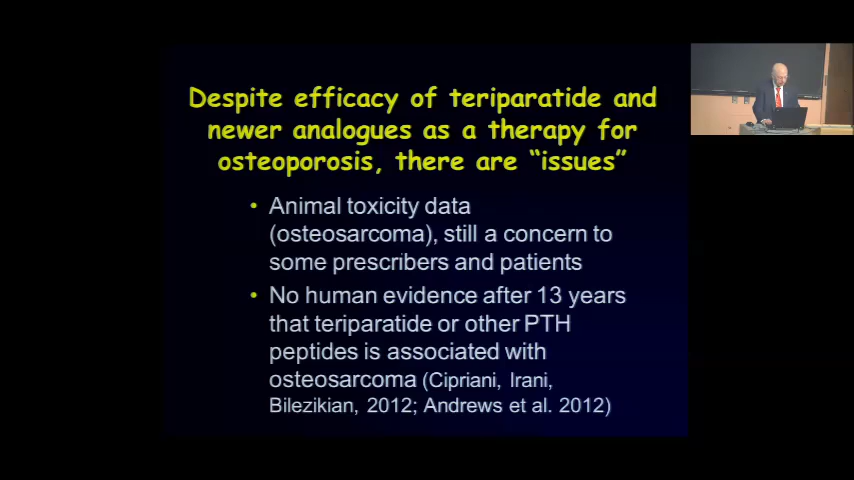 Despite efficacy of teriparatide and
newer analogues as a therapy for
osteoporosis, there are “issues”
• Animal toxicity data
(osteosarcoma), still a concern to
some prescribers and patients
• No human evidence after 13 years
that teriparatide or other PTH
peptides is associated with
osteosarcoma (Cipriani, Irani,
Bilezikian, 2012; Andrews et al. 2012)